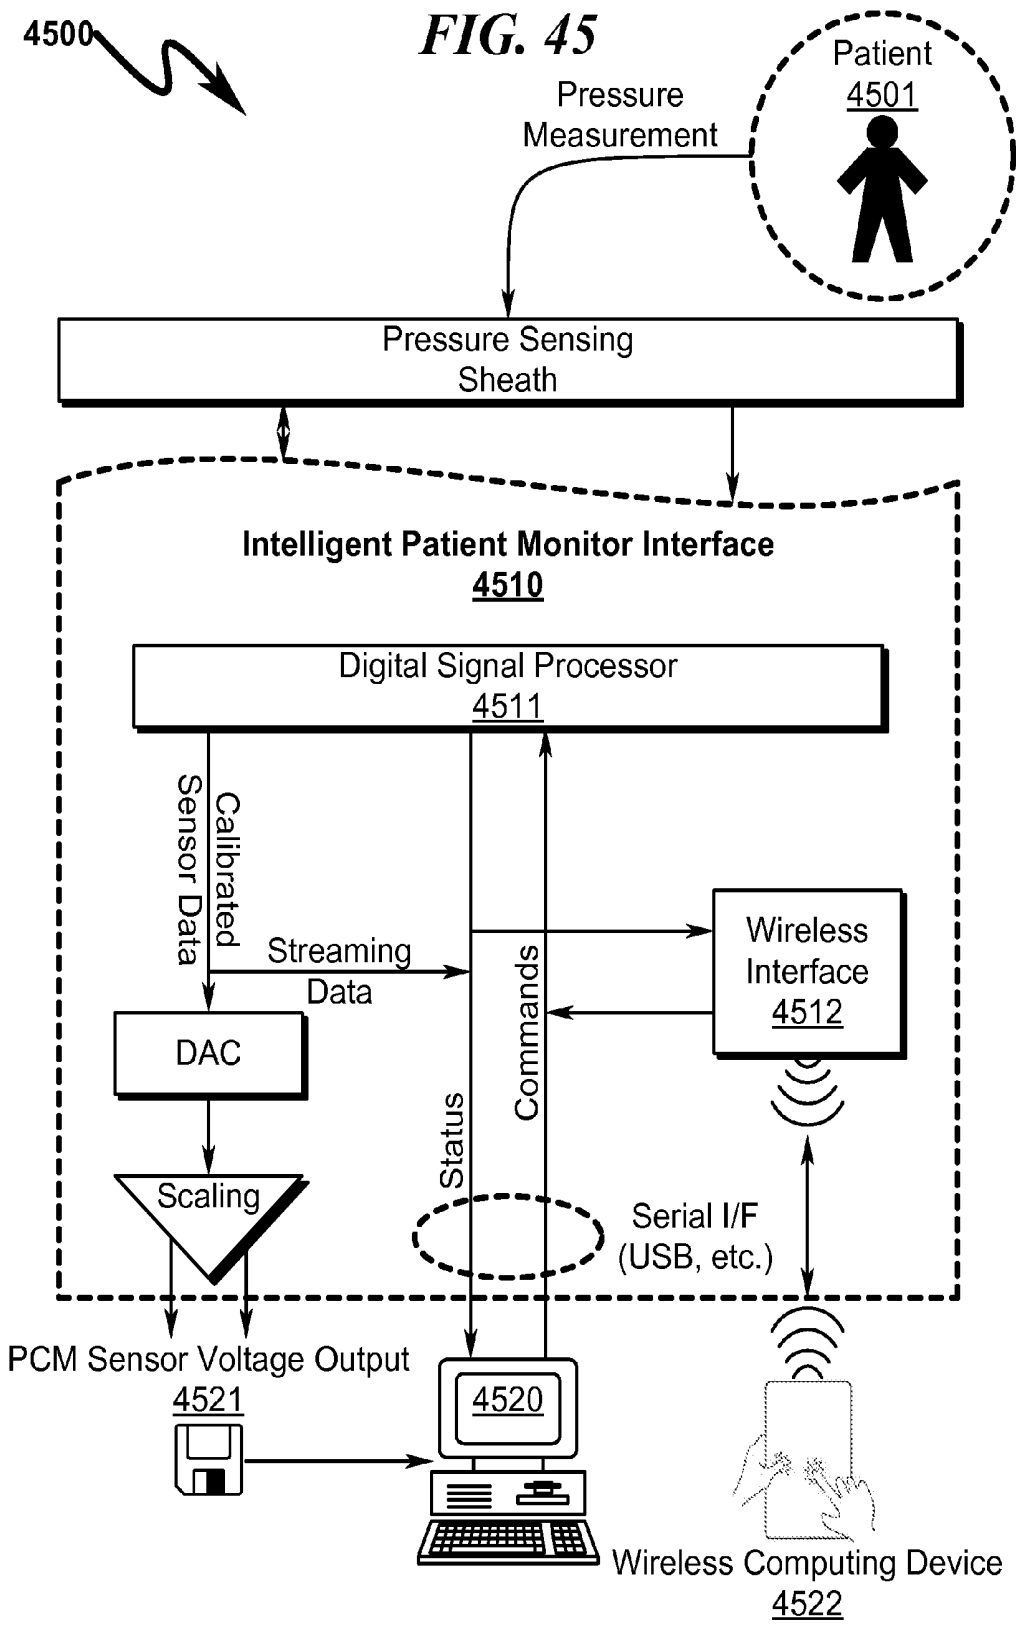 4500
FIG. 45
Patient
4501
Pressure
Measurement
Pressure Sensing
Sheath
Intelligent Patient Monitor Interface
4510
Digital Signal Processor
4511
Calibrated
Sensor Data
Streaming
Data
Wireless
Interface
4512
DAC
Commands
Status
Scaling
Serial I/F
(USB, etc.)
PCM Sensor Voltage Output
4521
4520
Wireless Computing Device
4522